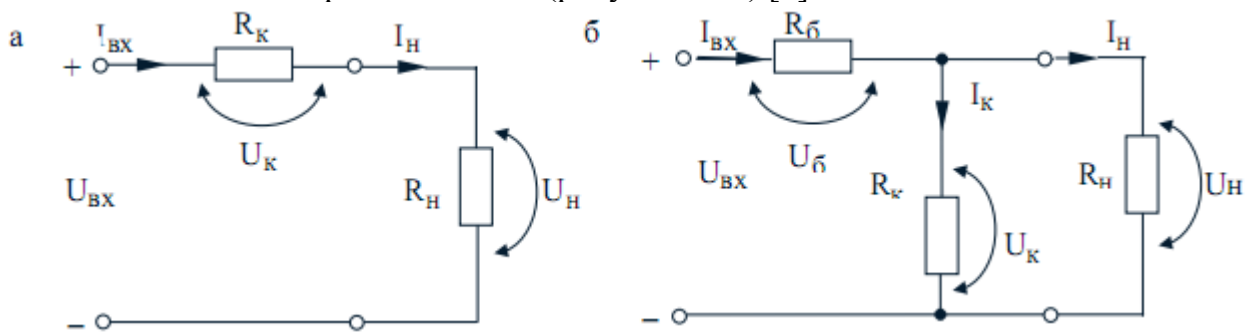 а
I_вх
R_к
I_н
+
U_к
U_вх
R_н
U_н
−
б
I_вх
R_б
I_н
+
I_к
U_б
U_вх
R_к
R_н
U_н
U_к
−